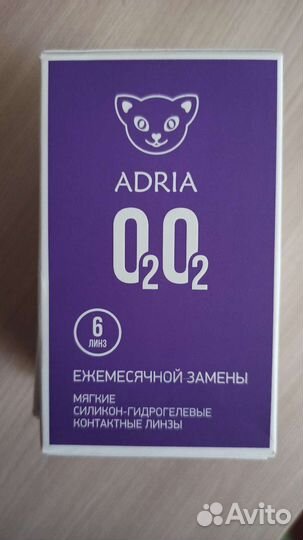 ADRIA
O₂O₂
6
ЛИНЗ
ЕЖЕМЕСЯЧНОЙ ЗАМЕНЫ
МЯГКИЕ
СИЛИКОН-ГИДРОГЕЛЕВЫЕ
КОНТАКТНЫЕ ЛИНЗЫ
Avito